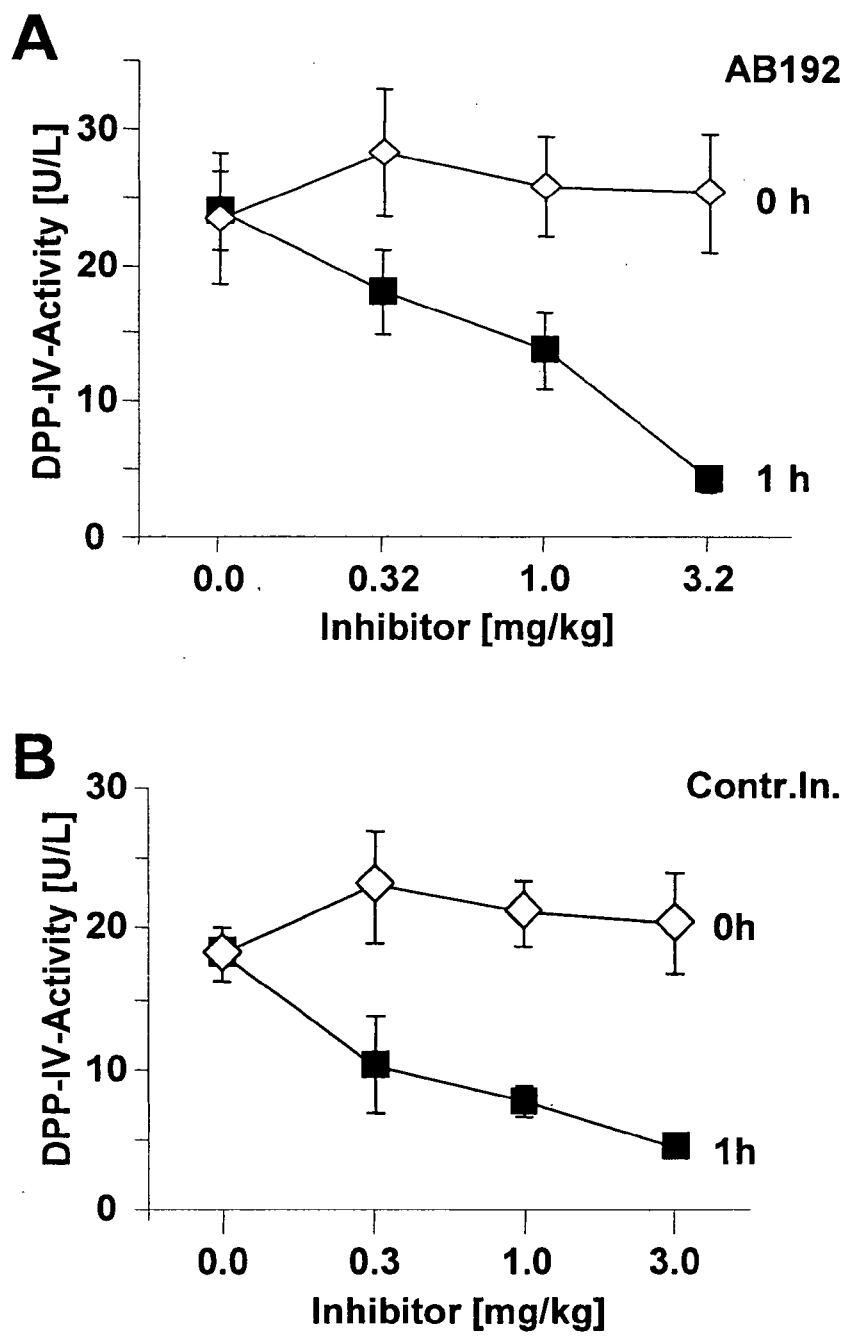 A
AB192
DPP-IV-Activity [U/L]
30
20
10
0
0 h
1 h
0.0 0.32 1.0 3.2
Inhibitor [mg/kg]
B
Contr.In.
DPP-IV-Activity [U/L]
30
20
10
0
0h
1h
0.0 0.3 1.0 3.0
Inhibitor [mg/kg]